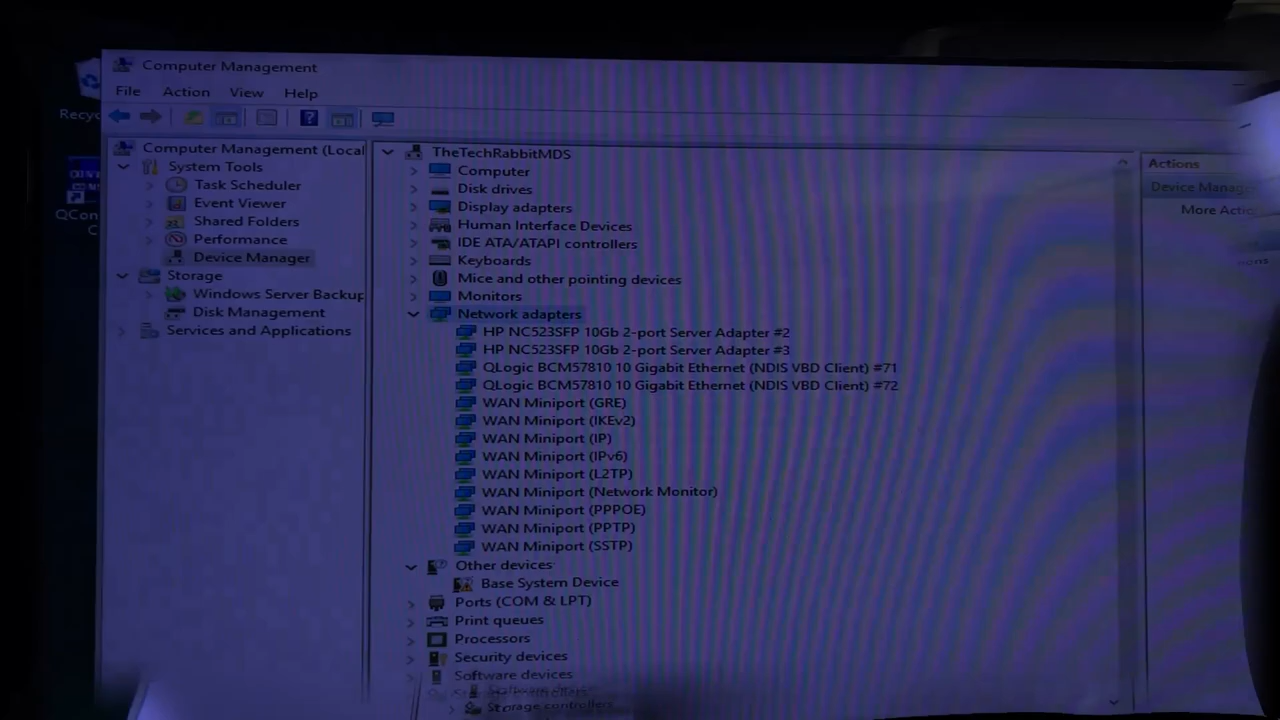 Computer Management
File Action View Help
Recyc
QCon
C
Computer Management (Local
System Tools
Task Scheduler
Event Viewer
Shared Folders
Performance
Device Manager
Storage
Windows Server Backup
Disk Management
Services and Applications
TheTechRabbitMDS
Computer
Disk drives
Display adapters
Human Interface Devices
IDE ATA/ATAPI controllers
Keyboards
Mice and other pointing devices
Monitors
Network adapters
HP NC523SFP 10Gb 2-port Server Adapter #2
HP NC523SFP 10Gb 2-port Server Adapter #3
QLogic BCM57810 10 Gigabit Ethernet (NDIS VBD Client) #71
QLogic BCM57810 10 Gigabit Ethernet (NDIS VBD Client) #72
WAN Miniport (GRE)
WAN Miniport (IKEv2)
WAN Miniport (IP)
WAN Miniport (IPv6)
WAN Miniport (L2TP)
WAN Miniport (Network Monitor)
WAN Miniport (PPPOE)
WAN Miniport (PPTP)
WAN Miniport (SSTP)
Other devices
Base System Device
Ports (COM & LPT)
Print queues
Processors
Security devices
Software devices
Storage controllers
Actions
Device Manag
More Actio